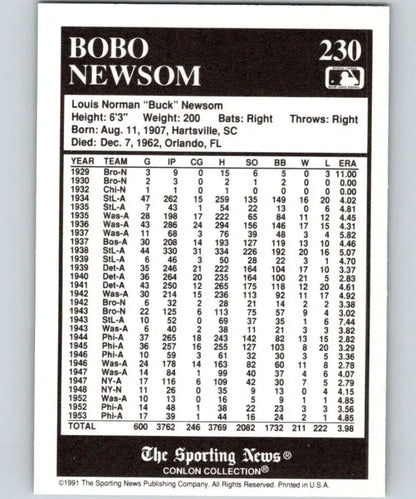 BOBO
NEWSOM
230
Louis Norman "Buck" Newsom
Height: 6'3" Weight: 200 Bats: Right Throws: Right
Born: Aug. 11, 1907, Hartsville, SC
Died: Dec. 7, 1962, Orlando, FL
YEAR TEAM G IP CG H SO BB W L ERA
1929 Bro-N 3 9 0 15 6 5 0 3 11.00
1930 Bro-N 2 3 0 2 1 2 0 0 0.00
1932 Chi-N 1 1 0 1 0 0 0 0 0.00
1934 StL-A 47 262 15 259 135 149 16 20 4.02
1935 StL-A 7 43 1 54 22 13 0 6 4.81
1935 Was-A 28 198 17 222 65 84 11 12 4.45
1936 Was-A 43 286 24 294 156 146 17 15 4.31
1937 Was-A 11 68 3 76 39 48 3 4 5.82
1937 Bos-A 30 208 14 193 127 119 13 10 4.46
1938 StL-A 44 330 31 334 226 192 20 16 5.07
1939 StL-A 6 46 3 50 28 22 3 1 4.70
1939 Det-A 35 246 21 222 164 104 17 10 3.37
1940 Det-A 36 264 20 235 164 100 21 5 2.83
1941 Det-A 43 250 12 265 175 118 12 20 4.61
1942 Was-A 30 214 15 236 113 92 11 17 4.92
1942 Bro-N 6 32 2 28 21 14 2 2 3.38
1943 Bro-N 22 125 6 113 75 57 9 4 3.02
1943 StL-A 10 52 0 69 37 35 1 6 7.44
1943 Was-A 6 40 2 38 11 21 3 3 3.82
1944 Phi-A 37 265 18 243 142 82 13 15 2.82
1945 Phi-A 36 257 16 255 127 103 8 20 3.29
1946 Phi-A 10 59 3 61 32 30 3 5 3.36
1946 Was-A 24 178 14 163 82 60 11 8 2.78
1947 Was-A 14 84 1 99 40 37 4 6 4.07
1947 NY-A 17 116 6 109 42 30 7 5 2.79
1948 NY-N 11 26 0 35 9 13 0 4 4.15
1952 Was-A 10 13 0 16 5 9 1 1 4.85
1952 Phi-A 14 48 1 38 22 23 3 3 3.56
1953 Phi-A 17 39 1 44 16 24 2 1 4.85
TOTAL 600 3762 246 3769 2082 1732 211 222 3.98
The Sporting News®
CONLON COLLECTION®
©1991 The Sporting News Publishing Company. All Rights Reserved. Printed in U.S.A.